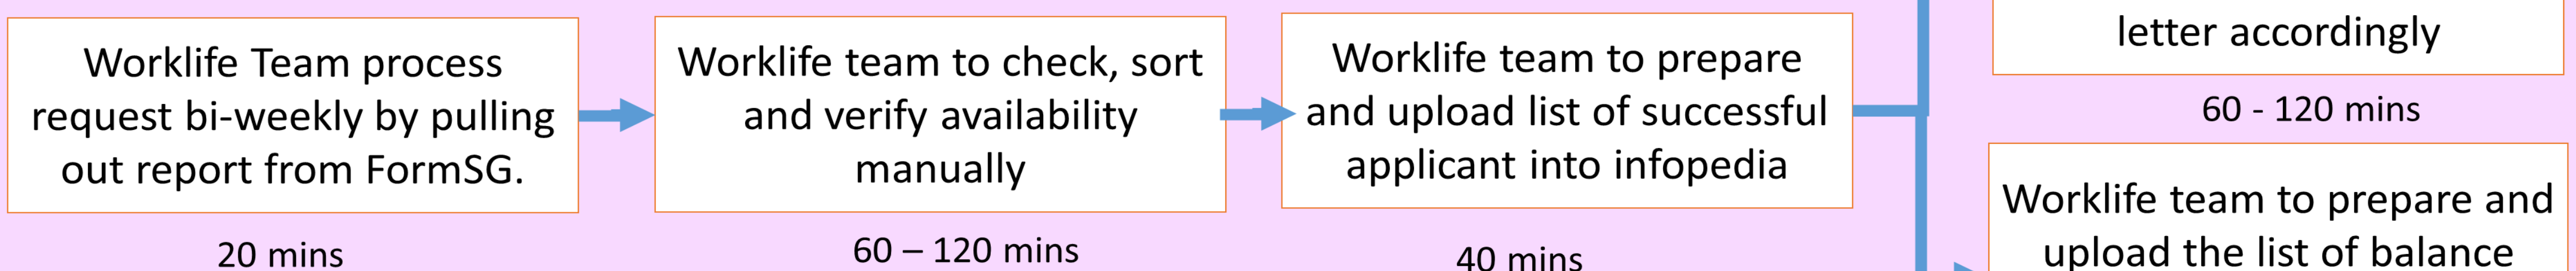 Worklife Team process
request bi-weekly by pulling
out report from FormSG.
20 mins
Worklife team to check, sort
and verify availability
manually
60 – 120 mins
Worklife team to prepare
and upload list of successful
applicant into infopedia
40 mins
letter accordingly
60 - 120 mins
Worklife team to prepare and
upload the list of balance